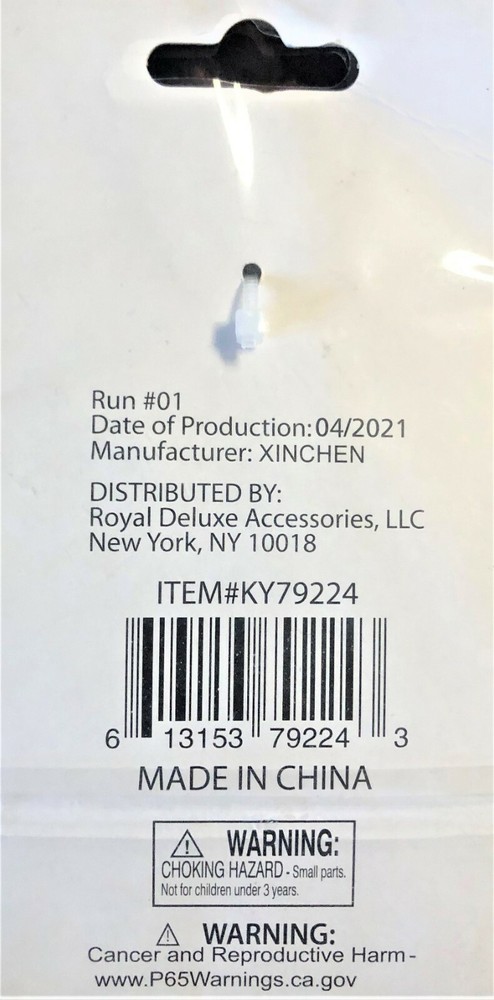 Run #01
Date of Production: 04/2021
Manufacturer: XINCHEN
DISTRIBUTED BY:
Royal Deluxe Accessories, LLC
New York, NY 10018
ITEM#KY79224
6 13153 79224 3
MADE IN CHINA
⚠ WARNING:
CHOKING HAZARD - Small parts.
Not for children under 3 years.
⚠ WARNING:
Cancer and Reproductive Harm -
www.P65Warnings.ca.gov